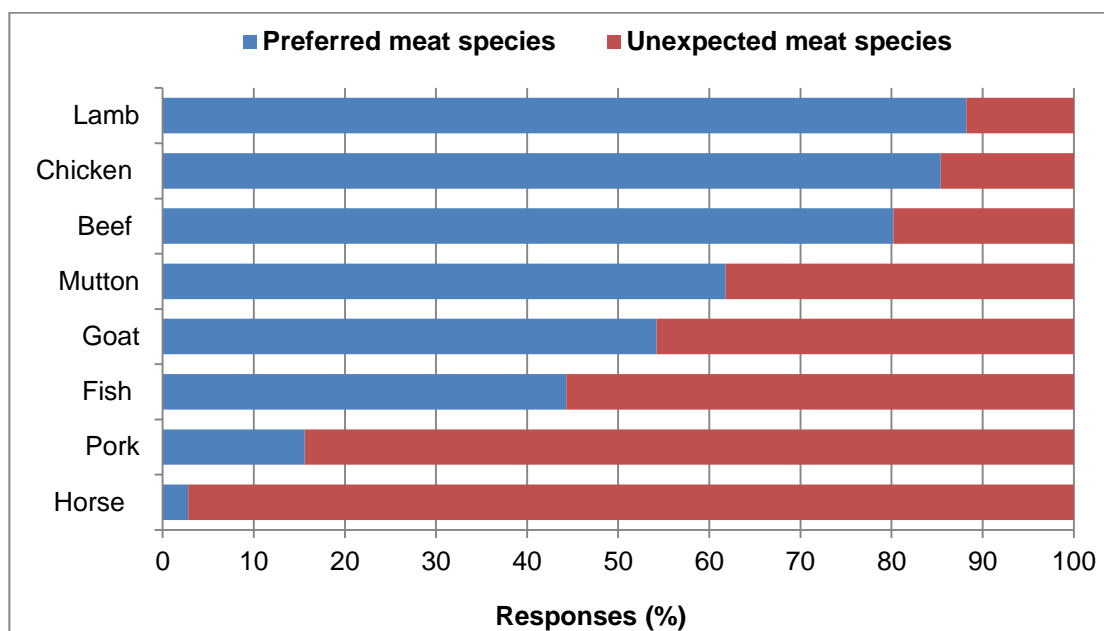 Preferred meat species Unexpected meat species
Lamb
Chicken
Beef
Mutton
Goat
Fish
Pork
Horse
0 10 20 30 40 50 60 70 80 90 100
Responses (%)